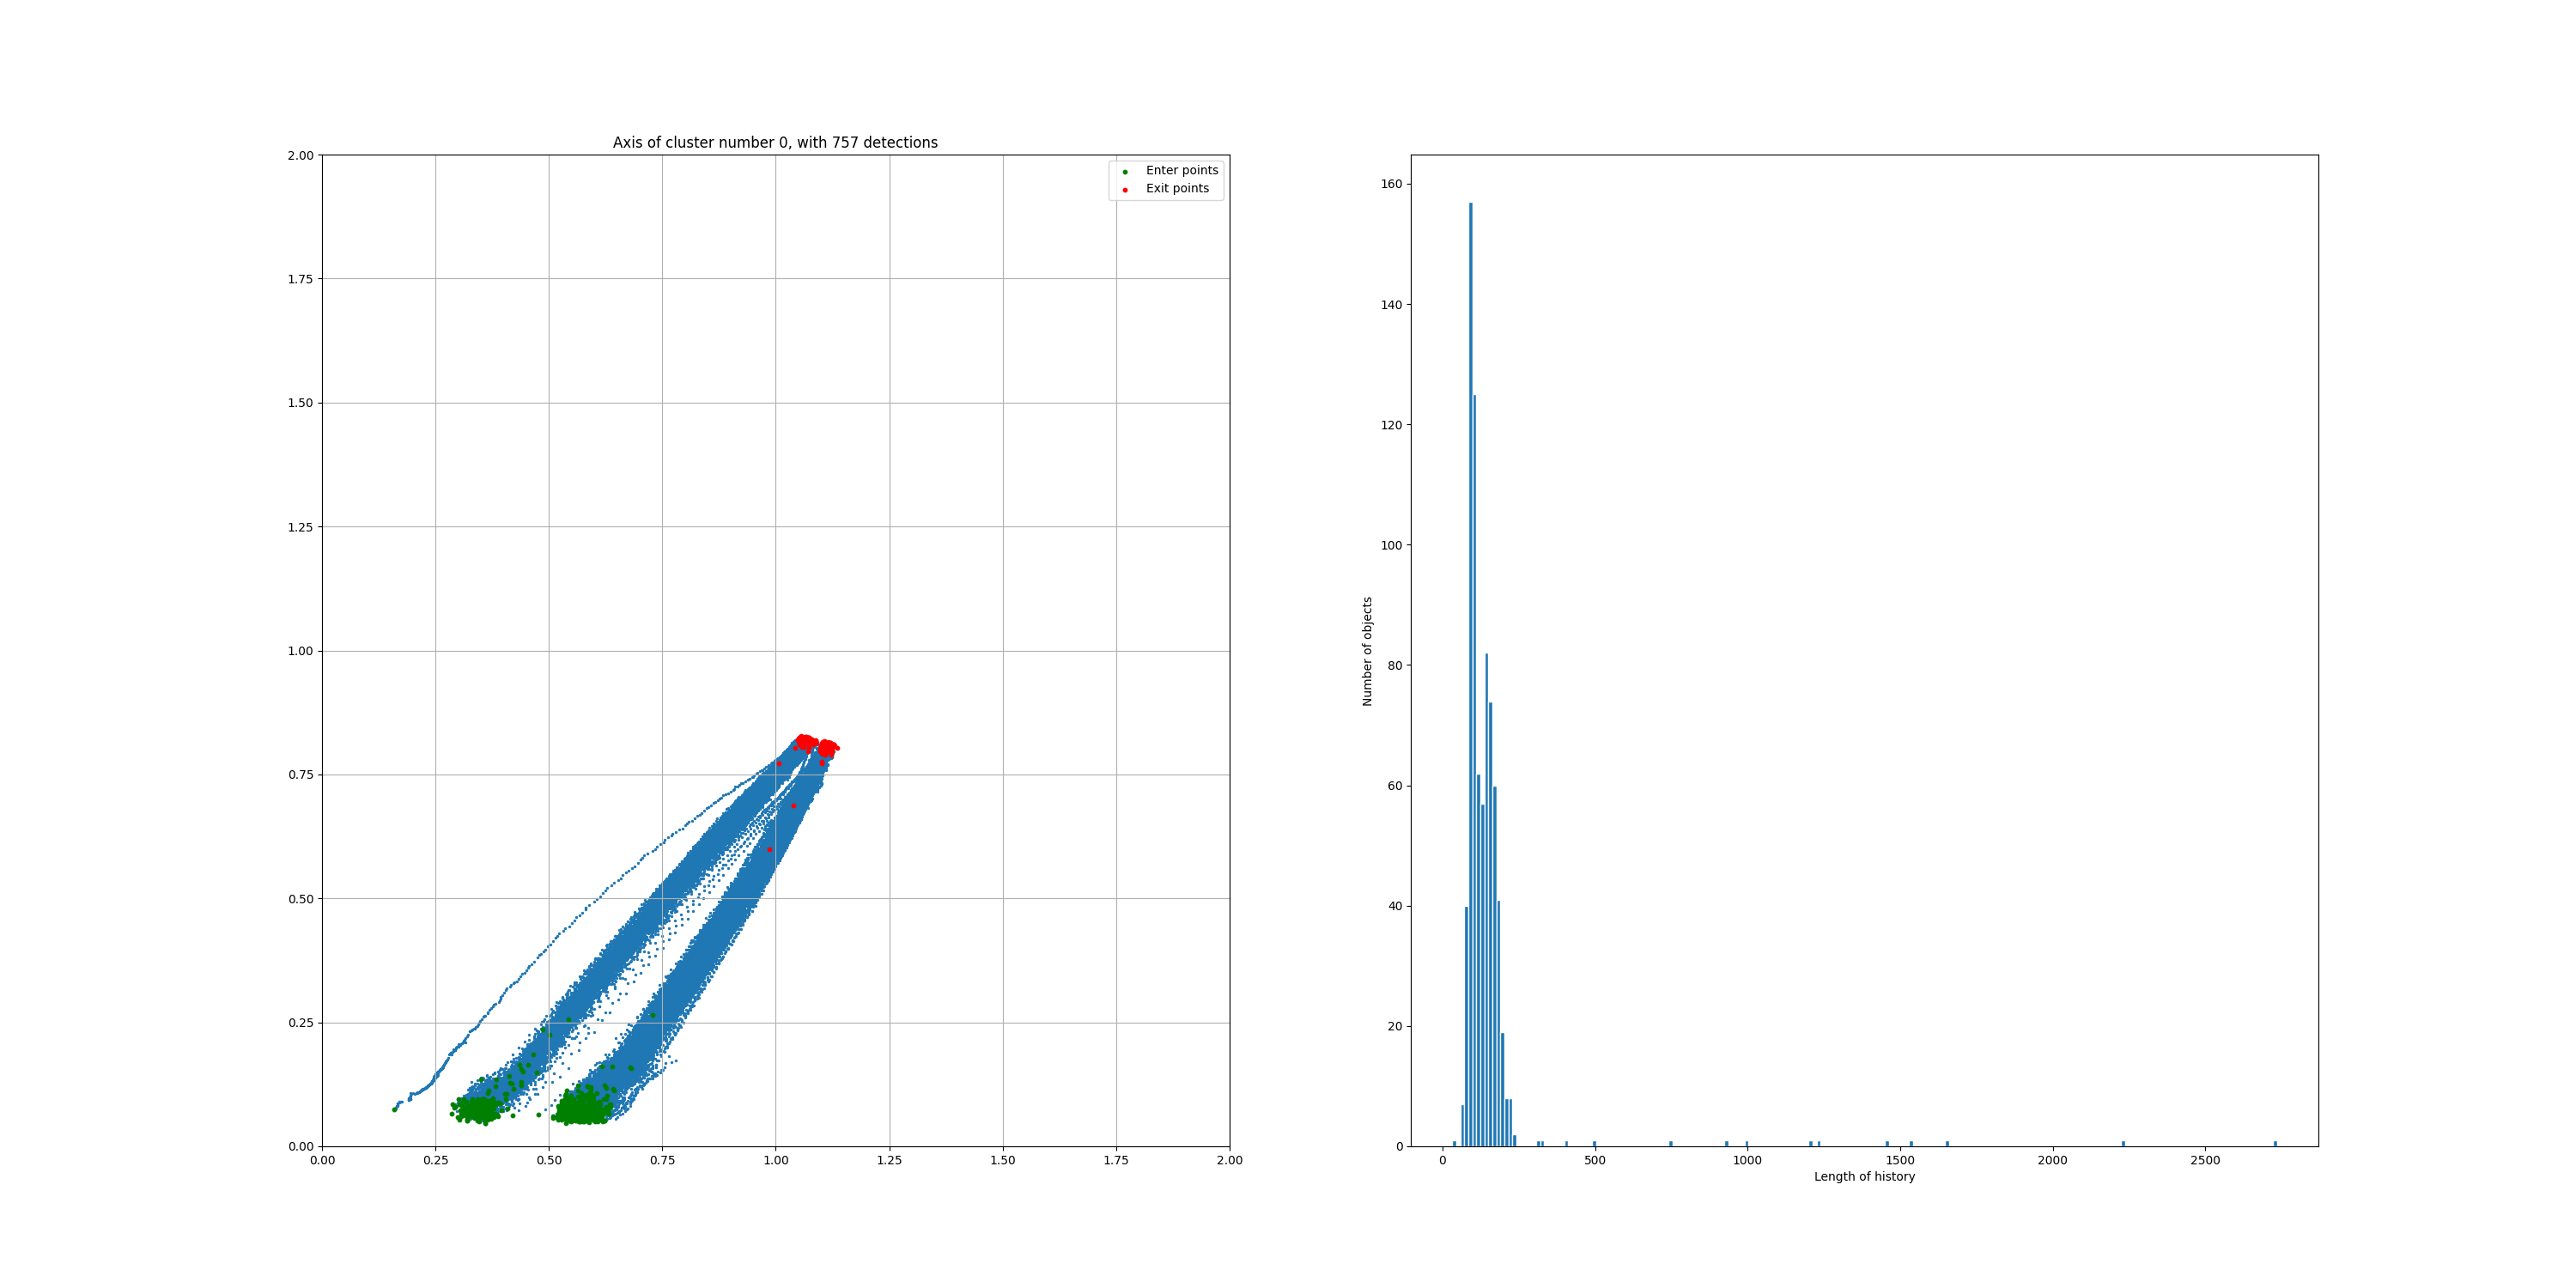 Axis of cluster number 0, with 757 detections
Enter points
Exit points
2.00
1.75
1.50
1.25
1.00
0.75
0.50
0.25
0.00
0.00 0.25 0.50 0.75 1.00 1.25 1.50 1.75 2.00
Number of objects
160
140
120
100
80
60
40
20
0
0 500 1000 1500 2000 2500
Length of history